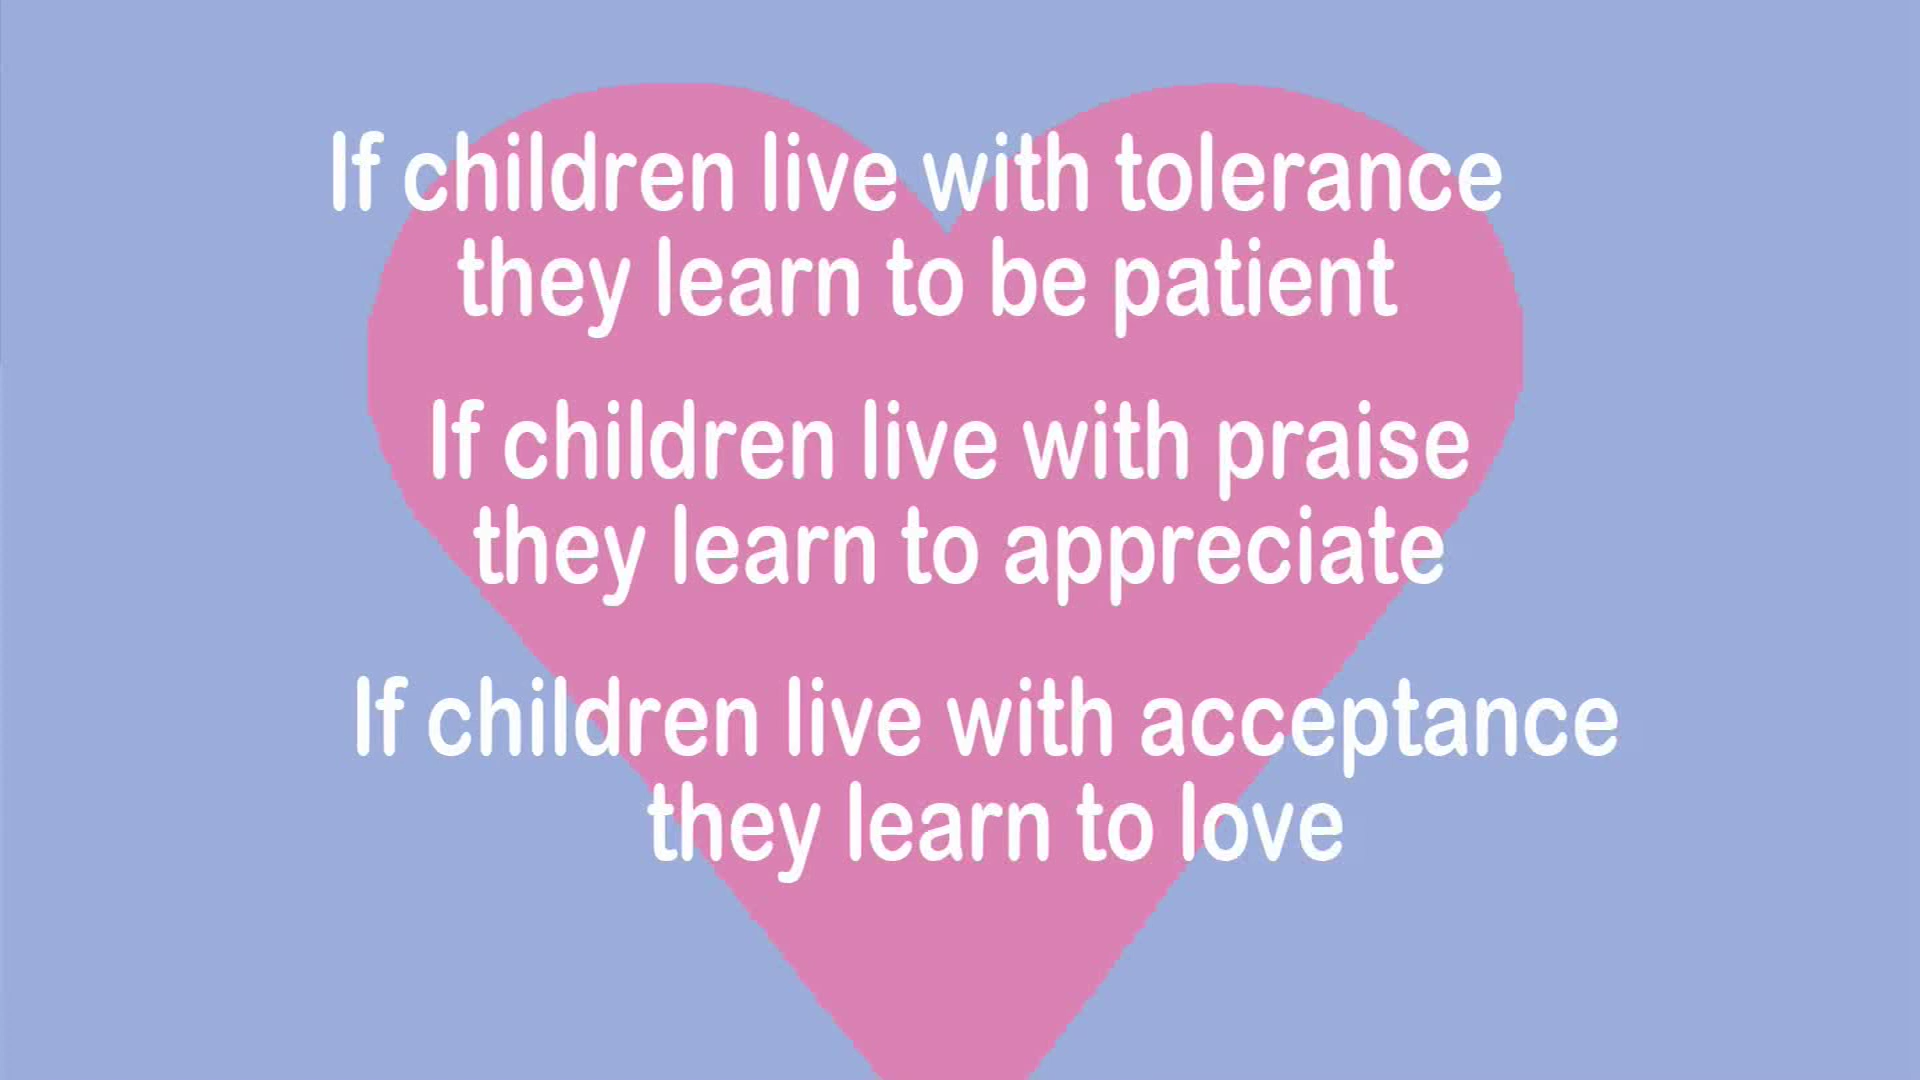 If children live with tolerance
they learn to be patient
If children live with praise
they learn to appreciate
If children live with acceptance
they learn to love